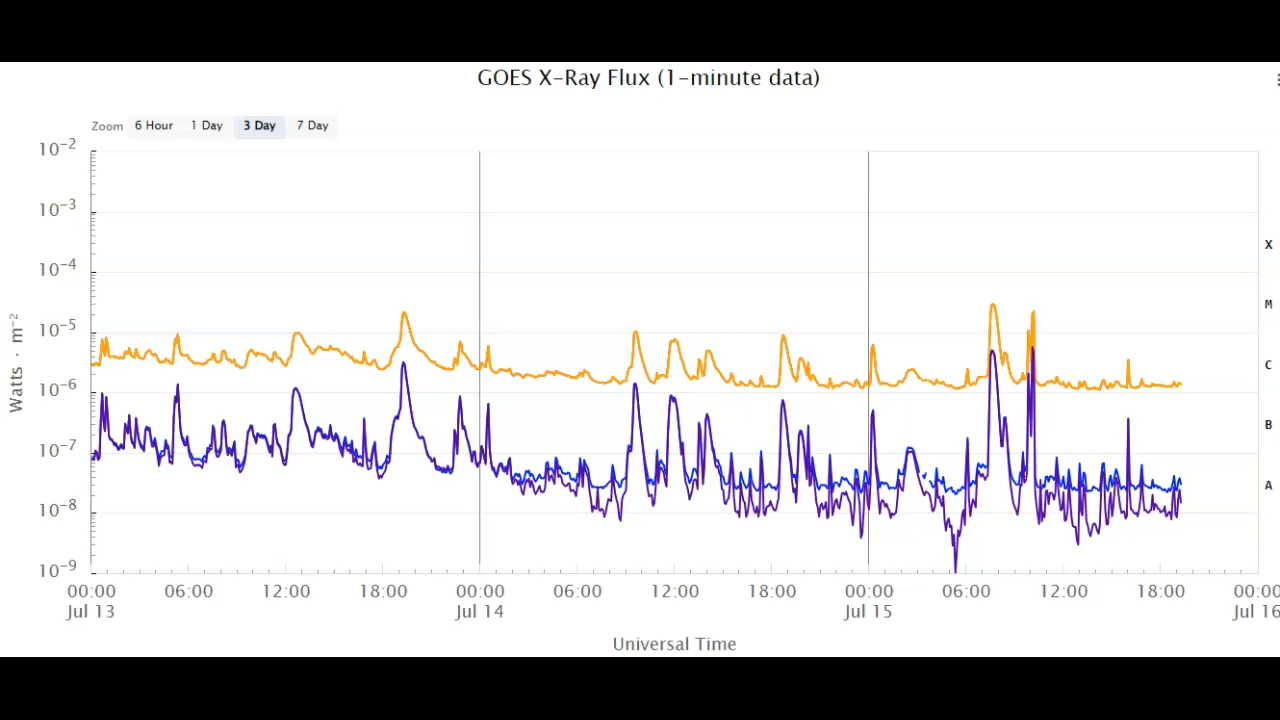 GOES X-Ray Flux (1-minute data)
Zoom 6 Hour 1 Day 3 Day 7 Day
10⁻²
10⁻³
X
10⁻⁴
M
10⁻⁵
C
10⁻⁶
B
10⁻⁷
A
10⁻⁸
10⁻⁹
Watts · m⁻²
00:00 06:00 12:00 18:00 00:00 06:00 12:00 18:00 00:00 06:00 12:00 18:00 00:00
Jul 13 Jul 14 Jul 15 Jul 16
Universal Time